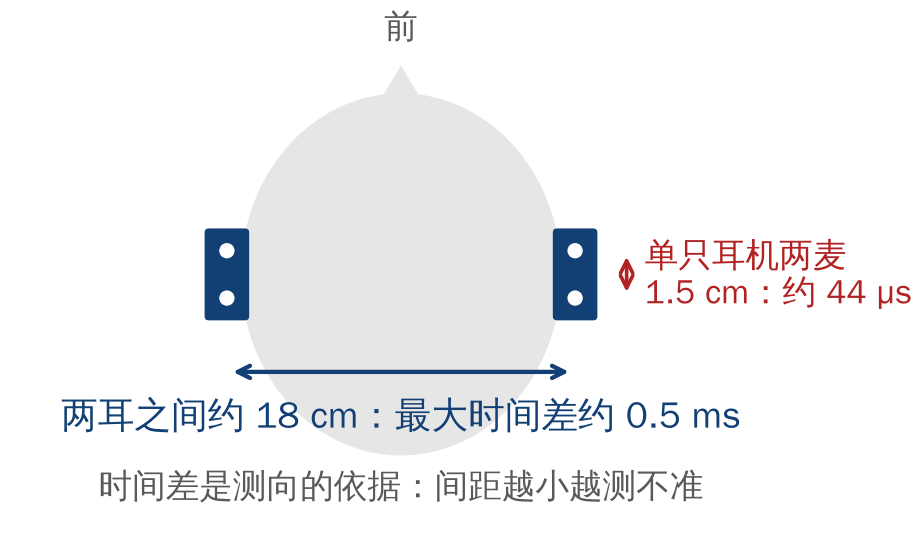 前
单只耳机两麦
1.5 cm：约 44 μs
两耳之间约 18 cm：最大时间差约 0.5 ms
时间差是测向的依据：间距越小越测不准